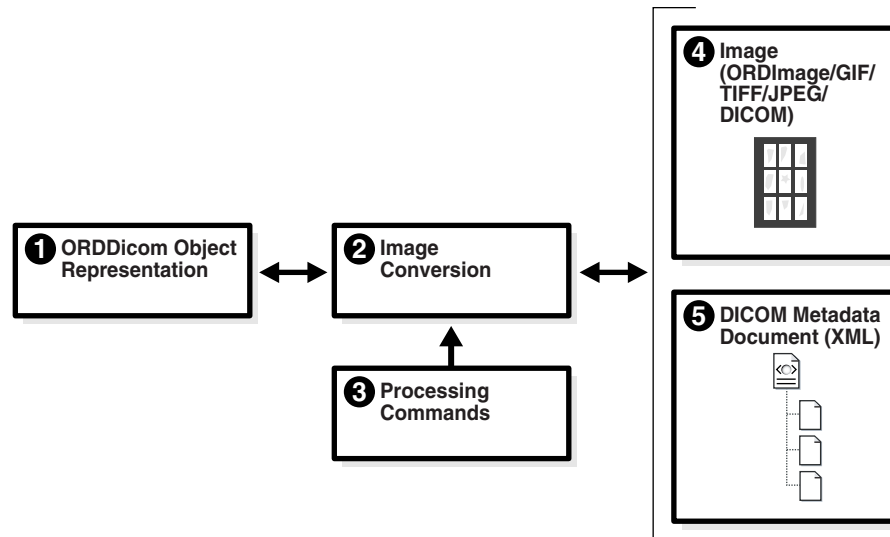 1 ORDDicom Object
Representation
2 Image
Conversion
3 Processing
Commands
4 Image
(ORDImage/GIF/
TIFF/JPEG/
DICOM)
5 DICOM Metadata
Document (XML)